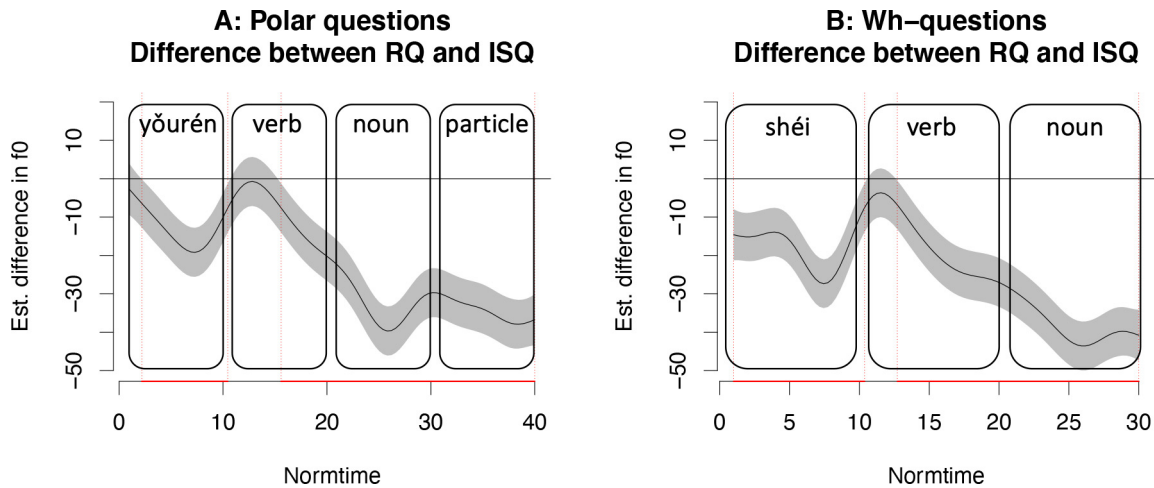 A: Polar questions
Difference between RQ and ISQ
yǒurén verb noun particle
Est. difference in f0
10
−10
−30
−50
0 10 20 30 40
Normtime
B: Wh−questions
Difference between RQ and ISQ
shéi verb noun
Est. difference in f0
10
−10
−30
−50
0 5 10 15 20 25 30
Normtime